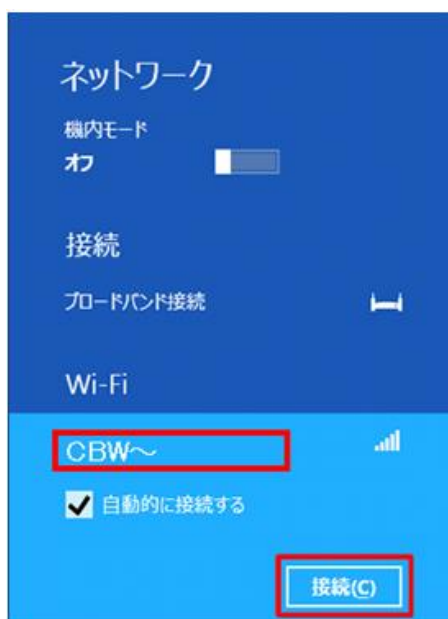 ネットワーク
機内モード
オフ
接続
ブロードバンド接続
Wi-Fi
CBW～
自動的に接続する
接続(C)